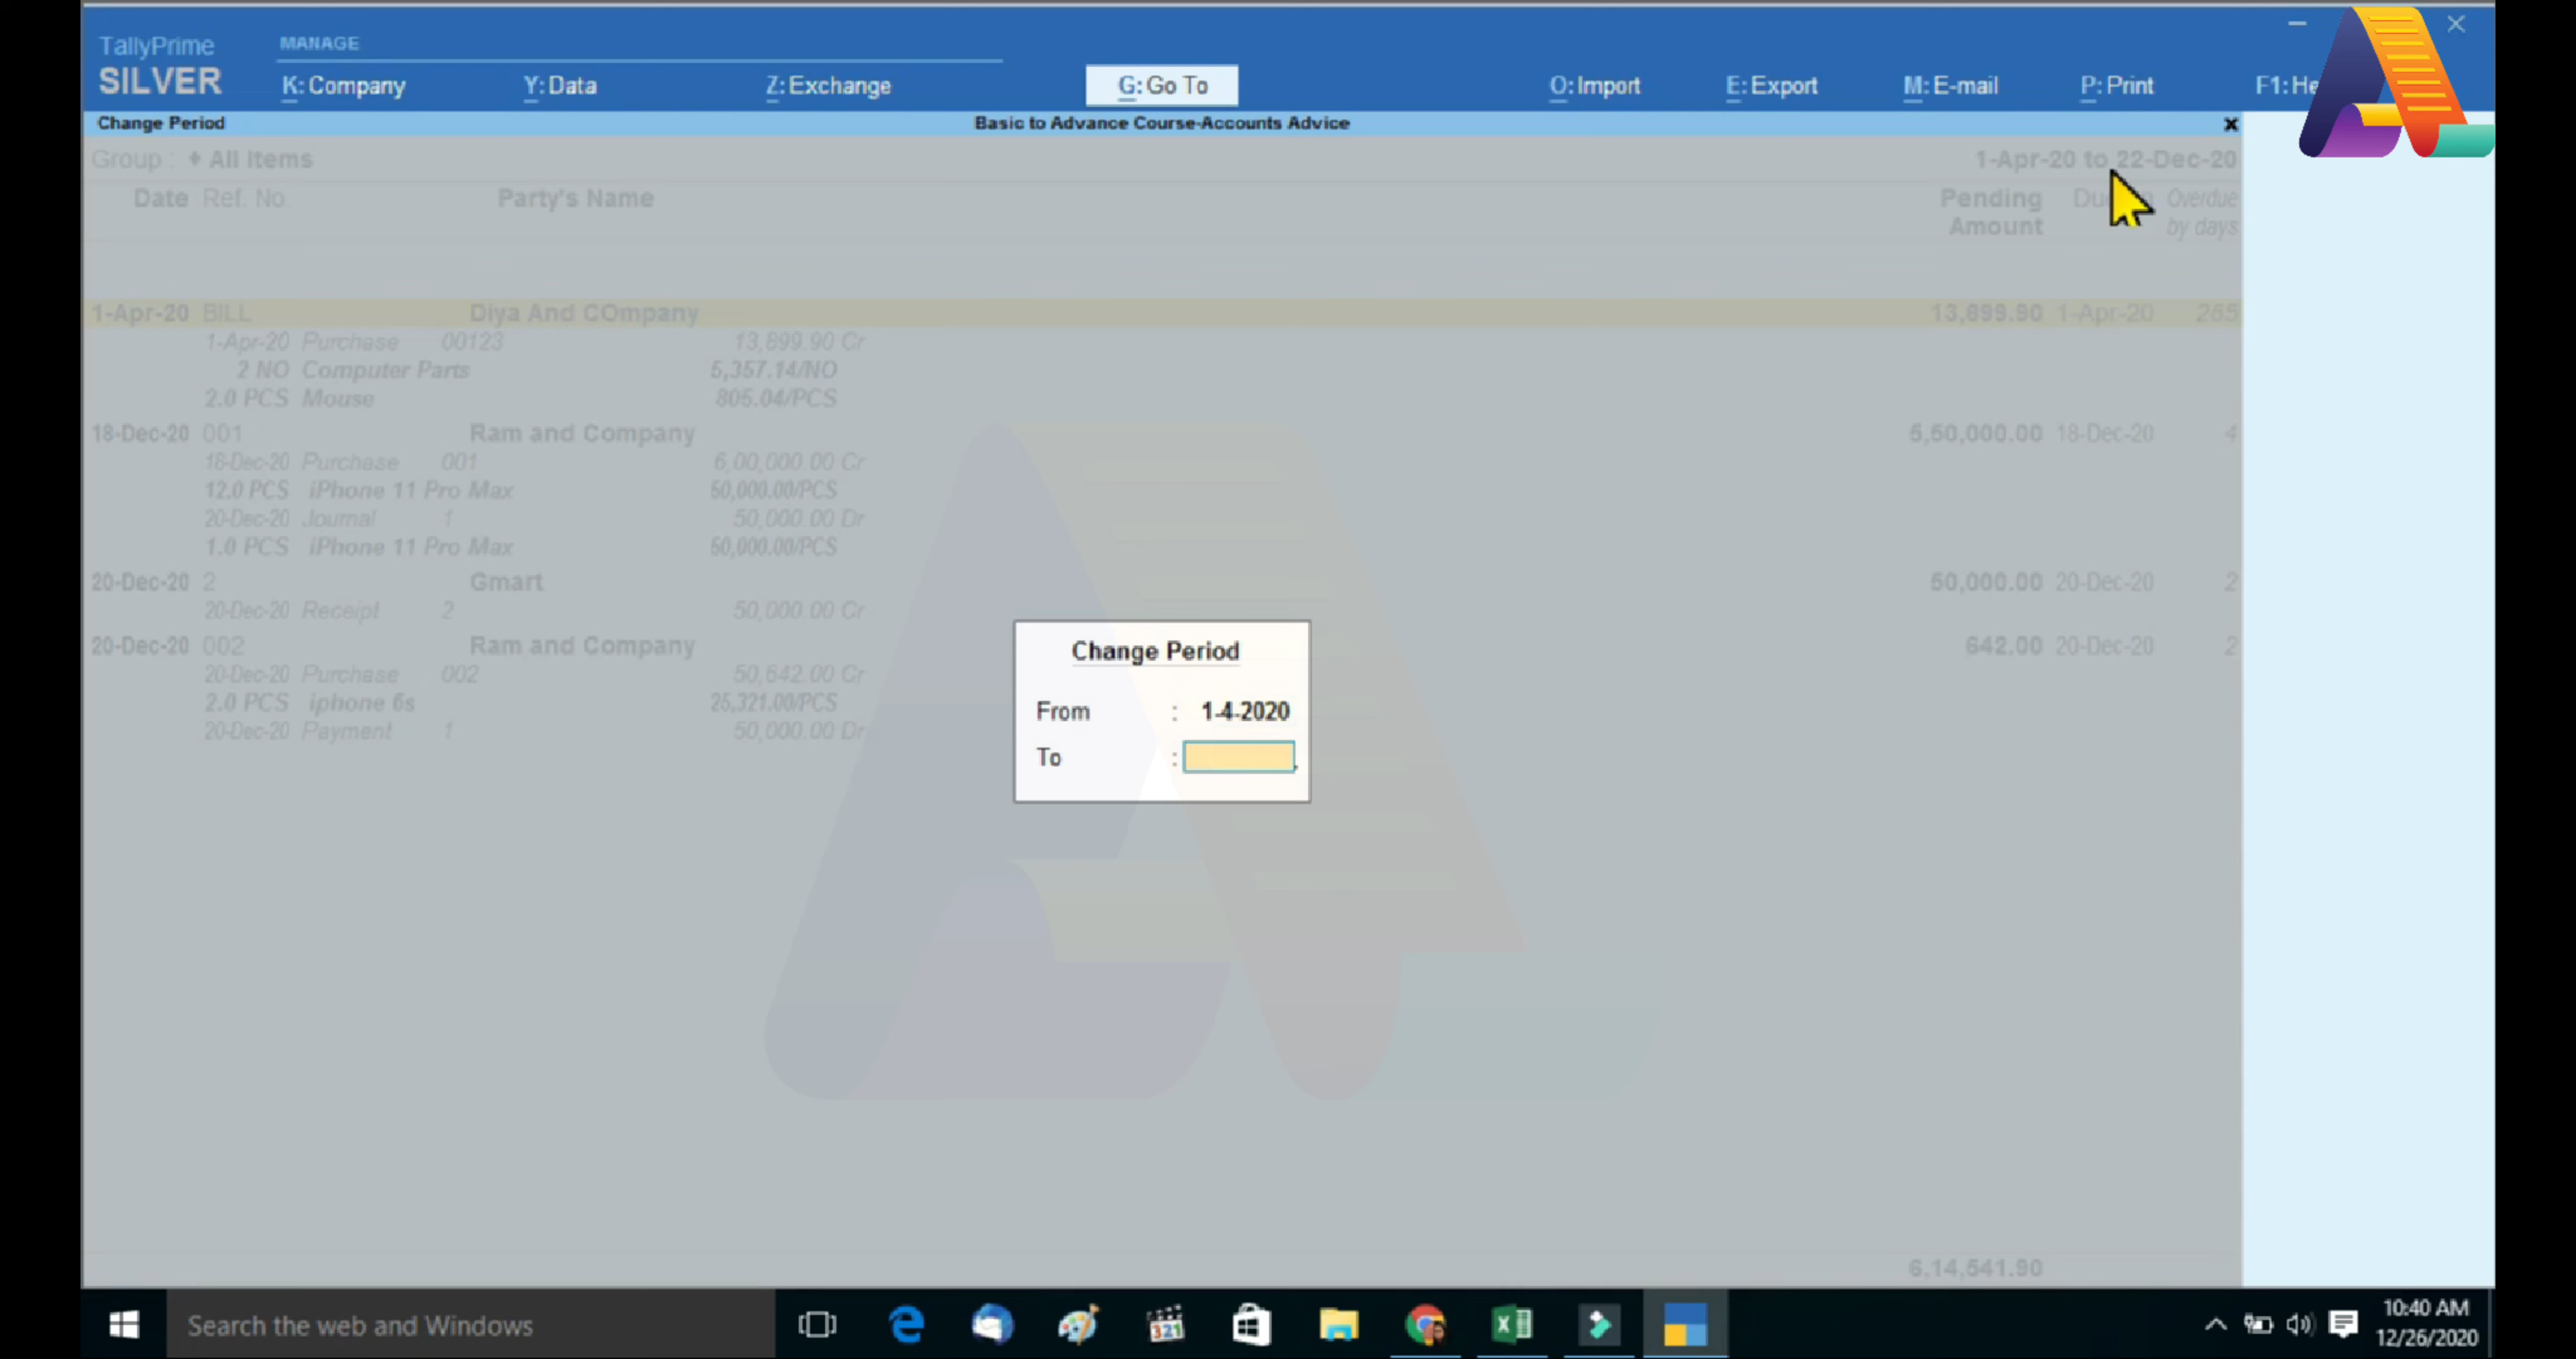 TallyPrime MANAGE
SILVER K: Company Y: Data Z: Exchange G: Go To O: Import E: Export M: E-mail P: Print F1: He
Change Period Basic to Advance Course-Accounts Advice
Group : ♦ All Items 1-Apr-20 to 22-Dec-20
Date Ref. No. Party's Name Pending Overdue
Amount by days
1-Apr-20 BILL Diya And COmpany 13,899.90 1-Apr-20 265
1-Apr-20 Purchase 00123 13,899.90 Cr
2 NO Computer Parts 5,357.14/NO
2.0 PCS Mouse 805.04/PCS
18-Dec-20 001 Ram and Company 5,50,000.00 18-Dec-20 4
18-Dec-20 Purchase 001 6,00,000.00 Cr
12.0 PCS iPhone 11 Pro Max 50,000.00/PCS
20-Dec-20 Journal 1 50,000.00 Dr
1.0 PCS iPhone 11 Pro Max 50,000.00/PCS
20-Dec-20 2 Gmart 50,000.00 20-Dec-20 2
20-Dec-20 Receipt 2 50,000.00 Cr
20-Dec-20 002 Ram and Company 642.00 20-Dec-20 2
20-Dec-20 Purchase 002 50,642.00 Cr
2.0 PCS iphone 6s 25,321.00/PCS
20-Dec-20 Payment 1 50,000.00 Dr
Change Period
From : 1-4-2020
To :
6,14,541.90
Search the web and Windows
321
10:40 AM
12/26/2020